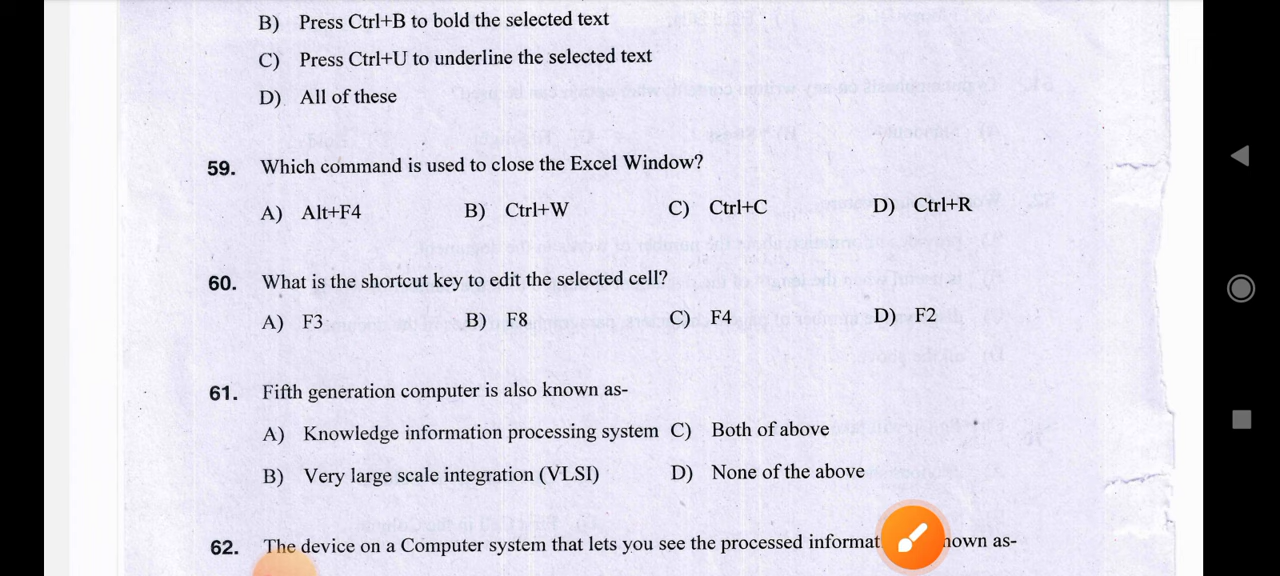 B) Press Ctrl+B to bold the selected text
C) Press Ctrl+U to underline the selected text
D) All of these
59. Which command is used to close the Excel Window?
A) Alt+F4 B) Ctrl+W C) Ctrl+C D) Ctrl+R
60. What is the shortcut key to edit the selected cell?
A) F3 B) F8 C) F4 D) F2
61. Fifth generation computer is also known as-
A) Knowledge information processing system C) Both of above
B) Very large scale integration (VLSI) D) None of the above
62. The device on a Computer system that lets you see the processed as-